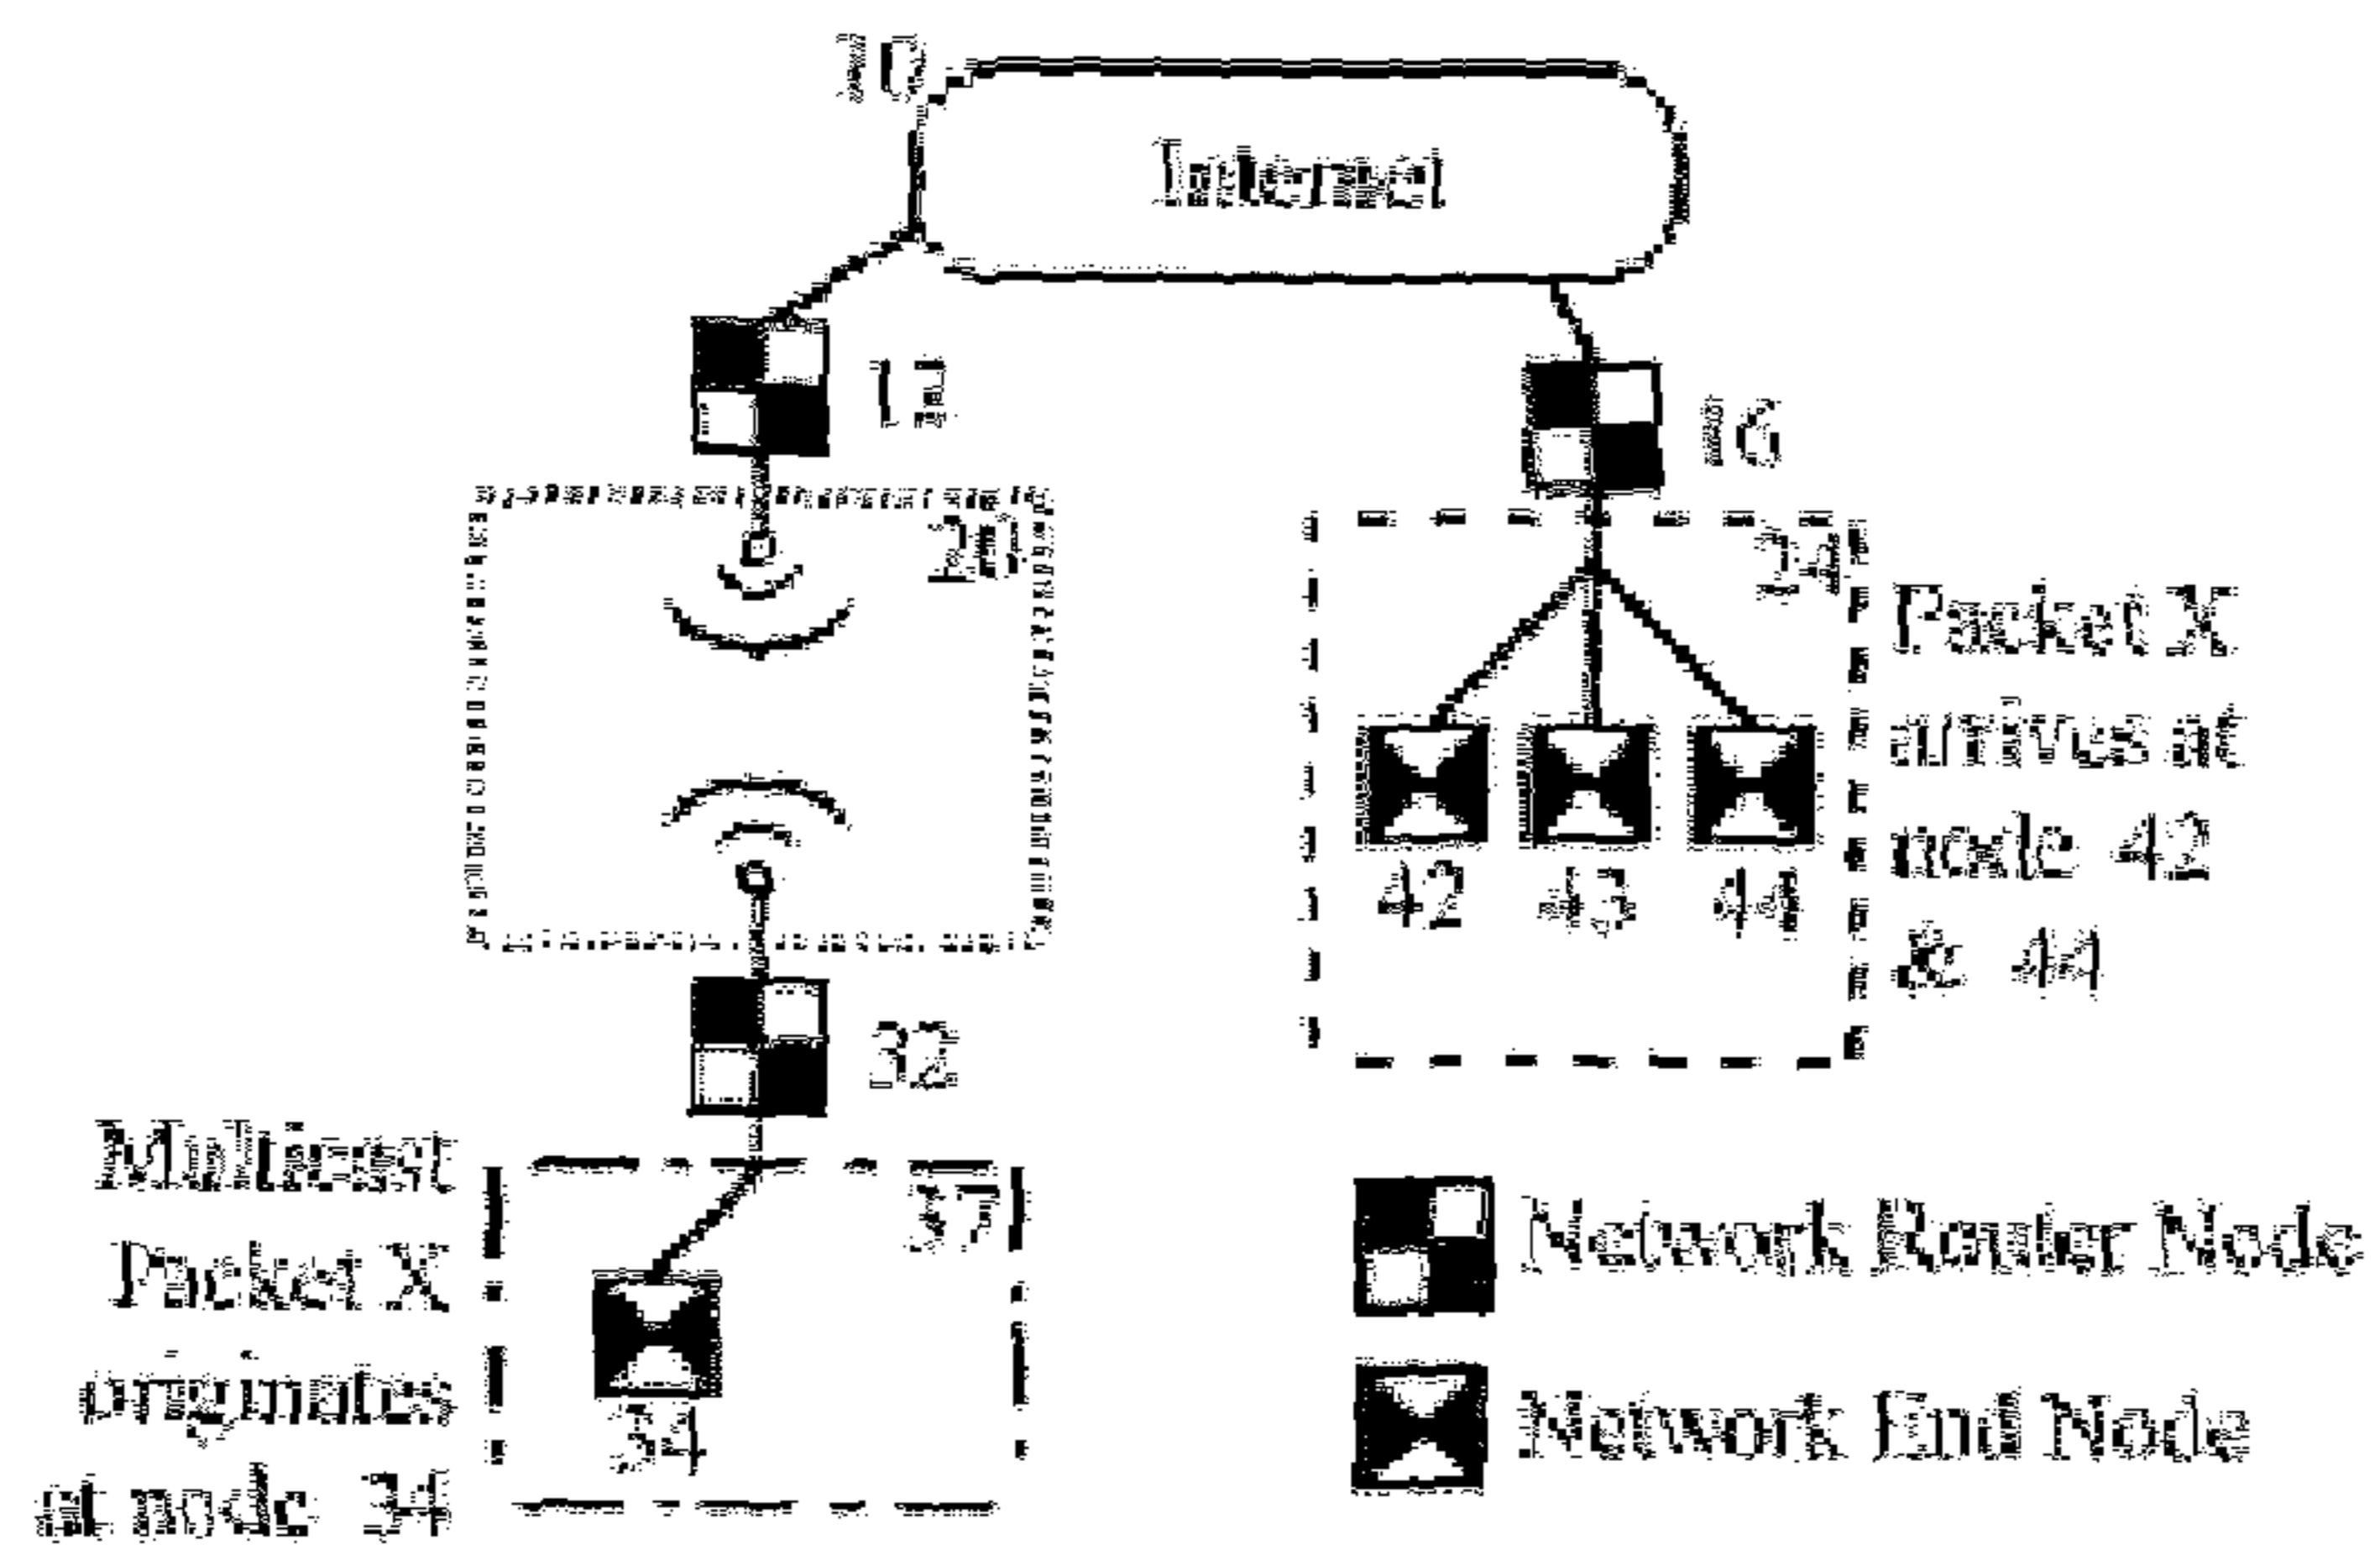 10
Internet
12
16
20
24
Packet X
arrives at
node 42
& 44
42 43 44
32
Multicast
Packet X
originates
at node 34
37
34
Network Router Node
Network End Node